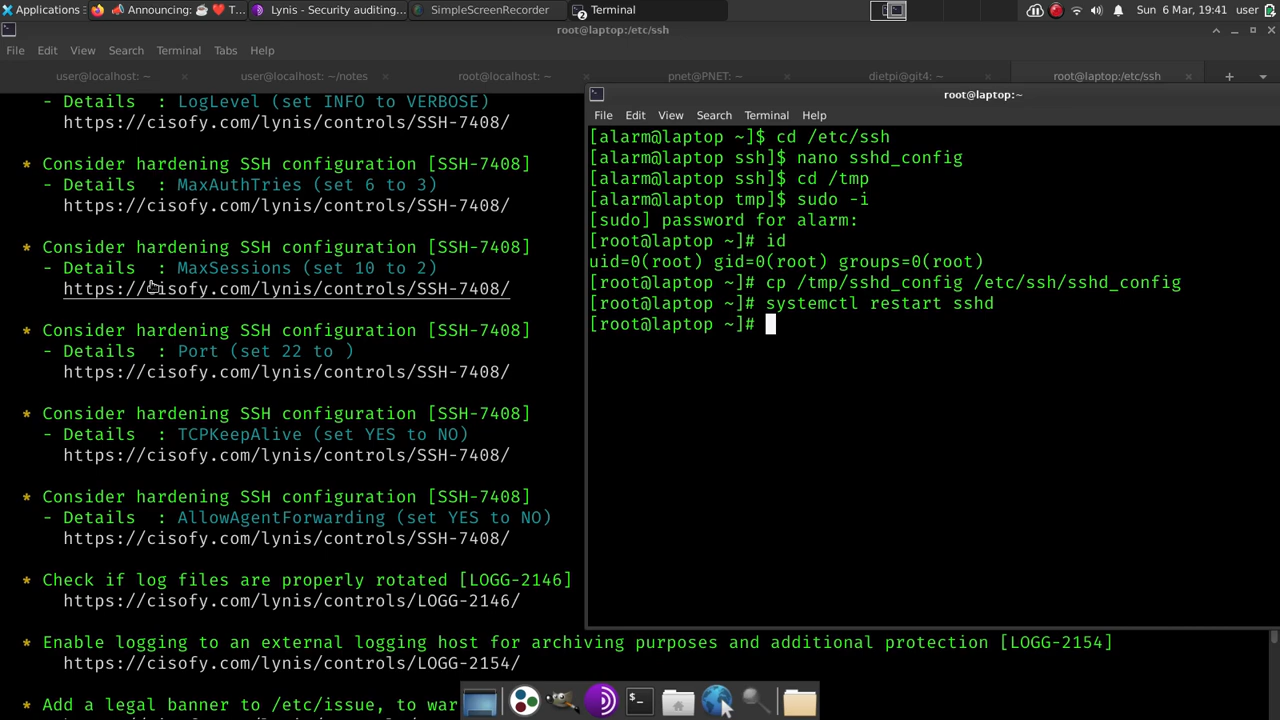 Applications
Announcing: ☕ ❤ T...
Lynis - Security auditing...
SimpleScreenRecorder
2
Terminal
Sun 6 Mar, 19:41
user
root@laptop:/etc/ssh
File Edit View Search Terminal Tabs Help
user@localhost: ~
user@localhost: ~/notes
root@localhost: ~
pnet@PNET: ~
dietpi@git4: ~
root@laptop:/etc/ssh
- Details : LogLevel (set INFO to VERBOSE)
https://cisofy.com/lynis/controls/SSH-7408/
* Consider hardening SSH configuration [SSH-7408]
- Details : MaxAuthTries (set 6 to 3)
https://cisofy.com/lynis/controls/SSH-7408/
* Consider hardening SSH configuration [SSH-7408]
- Details : MaxSessions (set 10 to 2)
https://cisofy.com/lynis/controls/SSH-7408/
* Consider hardening SSH configuration [SSH-7408]
- Details : Port (set 22 to )
https://cisofy.com/lynis/controls/SSH-7408/
* Consider hardening SSH configuration [SSH-7408]
- Details : TCPKeepAlive (set YES to NO)
https://cisofy.com/lynis/controls/SSH-7408/
* Consider hardening SSH configuration [SSH-7408]
- Details : AllowAgentForwarding (set YES to NO)
https://cisofy.com/lynis/controls/SSH-7408/
* Check if log files are properly rotated [LOGG-2146]
https://cisofy.com/lynis/controls/LOGG-2146/
* Enable logging to an external logging host for archiving purposes and additional protection [LOGG-2154]
https://cisofy.com/lynis/controls/LOGG-2154/
* Add a legal banner to /etc/issue, to war
root@laptop:~
File Edit View Search Terminal Help
[alarm@laptop ~]$ cd /etc/ssh
[alarm@laptop ssh]$ nano sshd_config
[alarm@laptop ssh]$ cd /tmp
[alarm@laptop tmp]$ sudo -i
[sudo] password for alarm:
[root@laptop ~]# id
uid=0(root) gid=0(root) groups=0(root)
[root@laptop ~]# cp /tmp/sshd_config /etc/ssh/sshd_config
[root@laptop ~]# systemctl restart sshd
[root@laptop ~]#